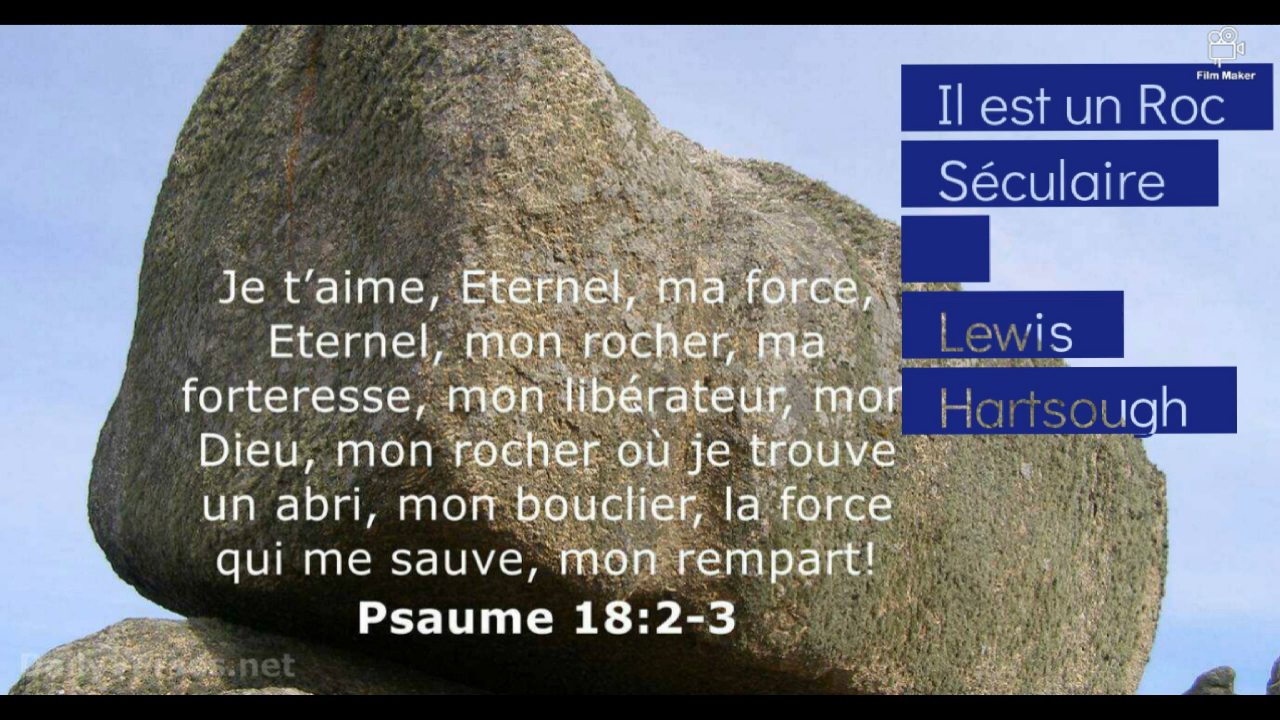 Film Maker
Il est un Roc
Séculaire
Lewis
Hartsough
Je t’aime, Eternel, ma force,
Eternel, mon rocher, ma
forteresse, mon libérateur, mon
Dieu, mon rocher où je trouve
un abri, mon bouclier, la force
qui me sauve, mon rempart!
Psaume 18:2-3
DailyVerses.net